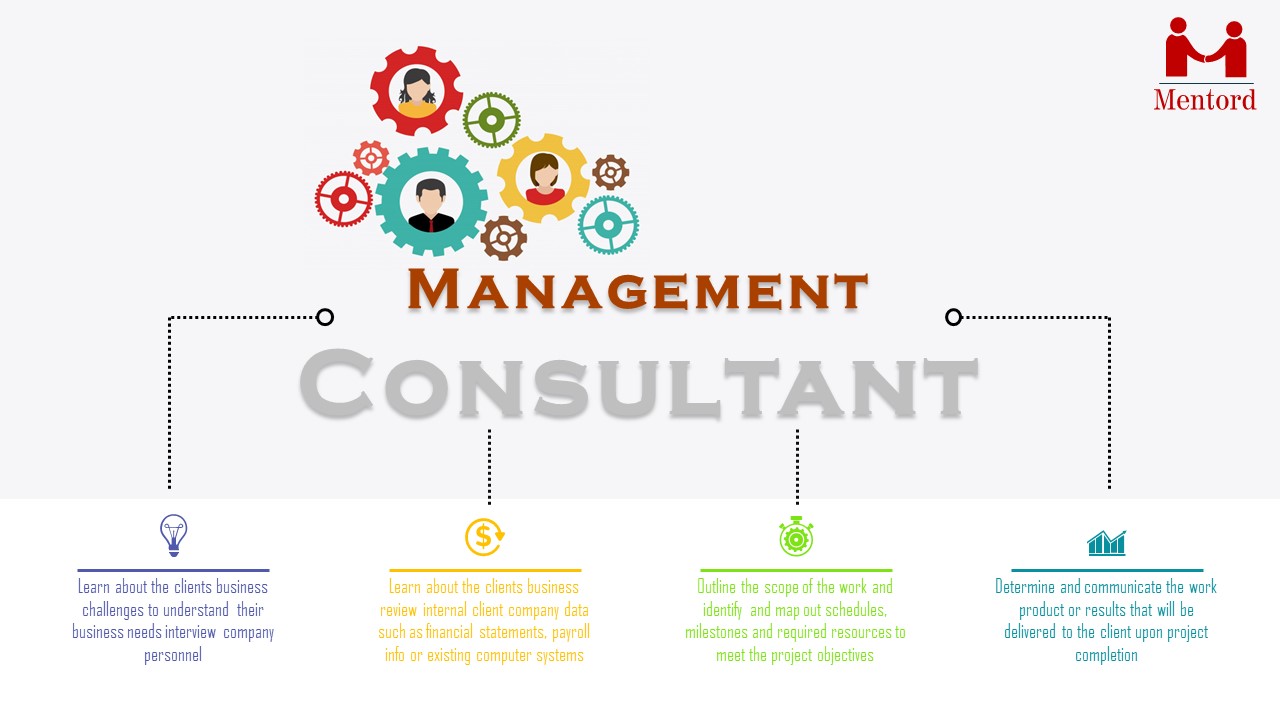 Mentord
Management
Consultant
$
Learn about the clients business
challenges to understand their
business needs interview company
personnel
Learn about the clients business
review internal client company data
such as financial statements, payroll
info or existing computer systems
Outline the scope of the work and
identify and map out schedules,
milestones and required resources to
meet the project objectives
Determine and communicate the work
product or results that will be
delivered to the client upon project
completion